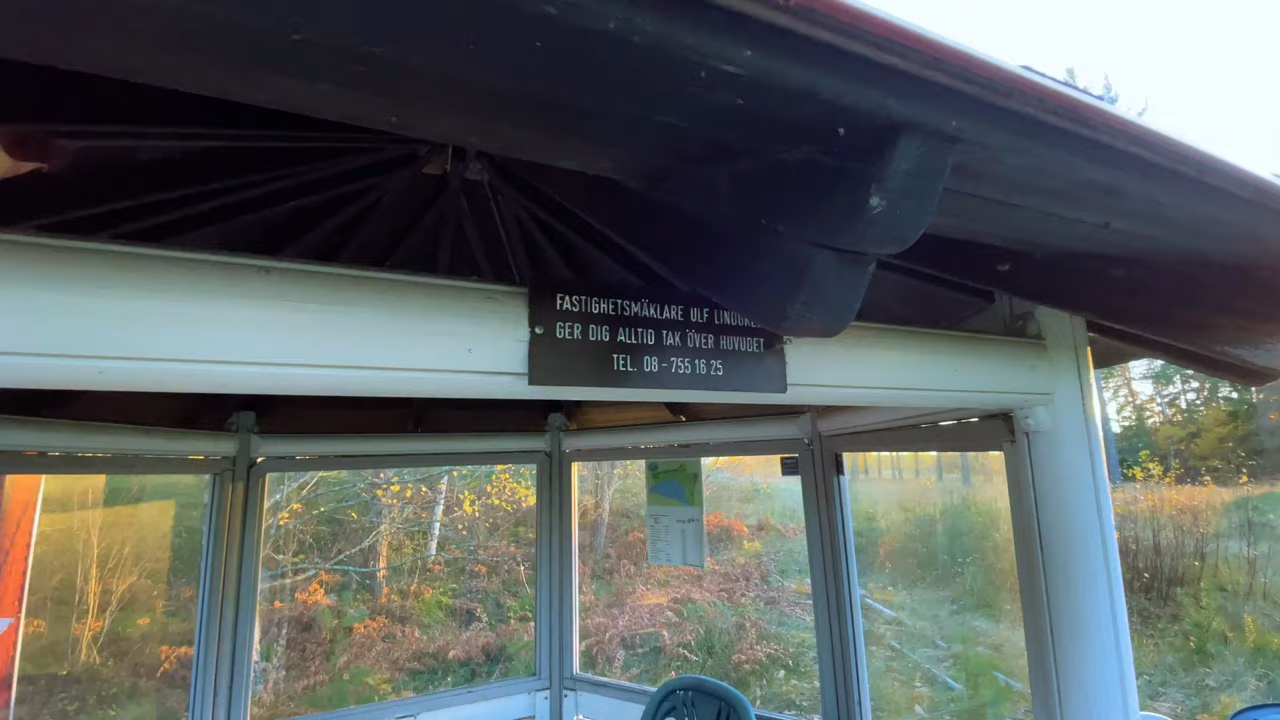 FASTIGHETSMÄKLARE ULF
GER DIG ALLTID TAK ÖVER HUVUDET
TEL. 08-755 16 25